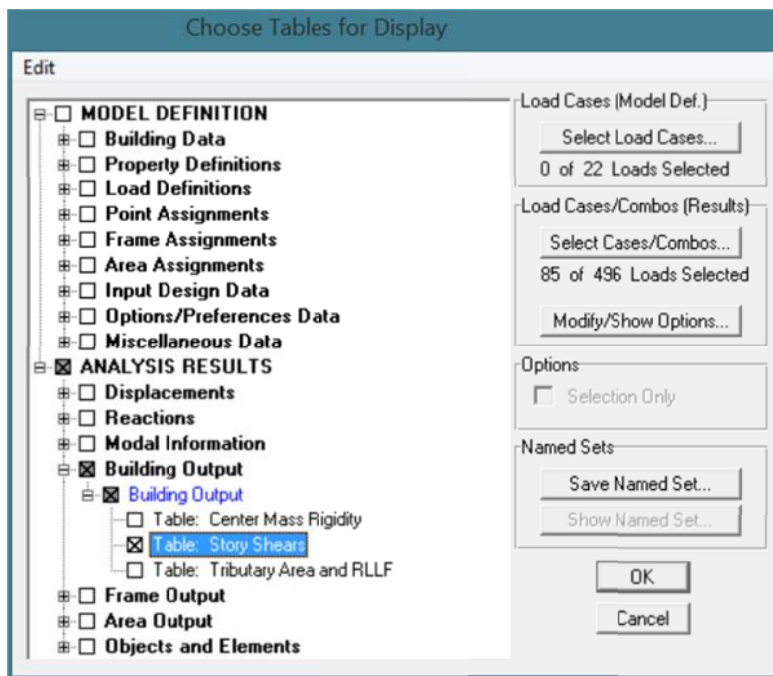 Choose Tables for Display
Edit
MODEL DEFINITION
Building Data
Property Definitions
Load Definitions
Point Assignments
Frame Assignments
Area Assignments
Input Design Data
Options/Preferences Data
Miscellaneous Data
ANALYSIS RESULTS
Displacements
Reactions
Modal Information
Building Output
Building Output
Table: Center Mass Rigidity
Table: Story Shears
Table: Tributary Area and RLLF
Frame Output
Area Output
Objects and Elements
Load Cases (Model Def.)
Select Load Cases...
0 of 22 Loads Selected
Load Cases/Combos (Results)
Select Cases/Combos...
85 of 496 Loads Selected
Modify/Show Options...
Options
Selection Only
Named Sets
Save Named Set...
Show Named Set...
OK
Cancel